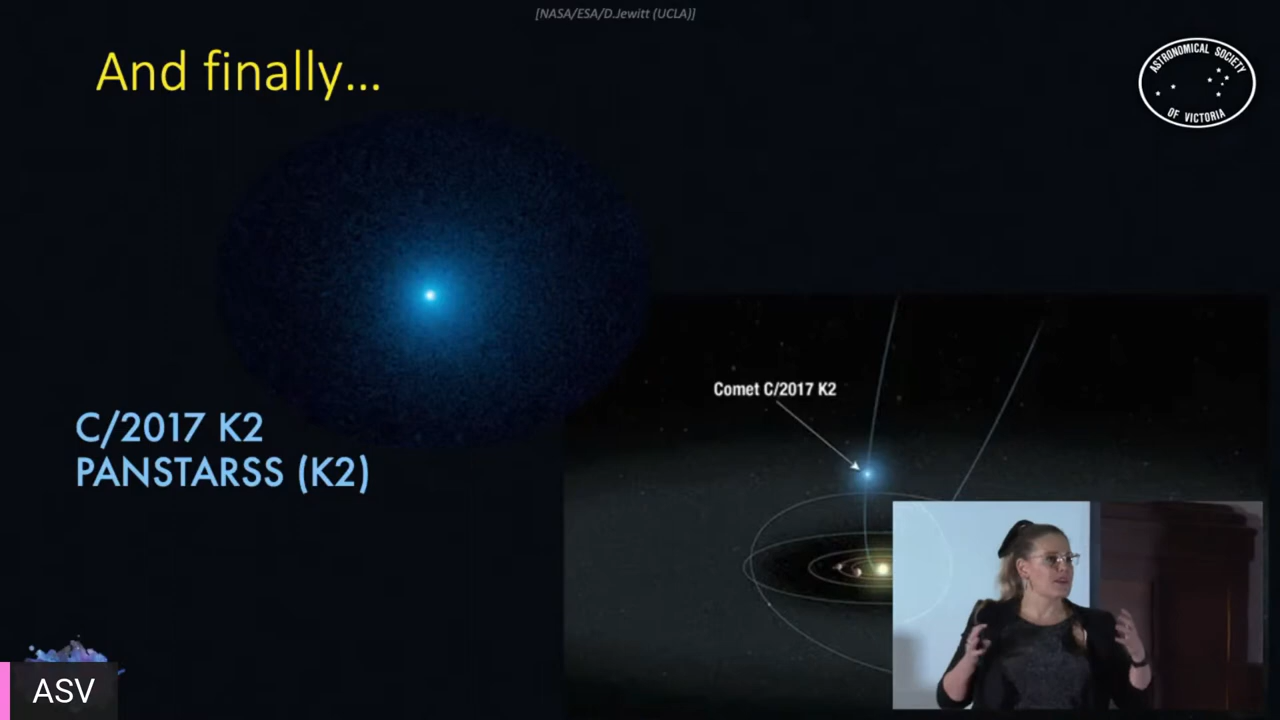 [NASA/ESA/D.Jewitt (UCLA)]
And finally...
ASTRONOMICAL SOCIETY
OF VICTORIA
Comet C/2017 K2
C/2017 K2
PANSTARSS (K2)
ASV